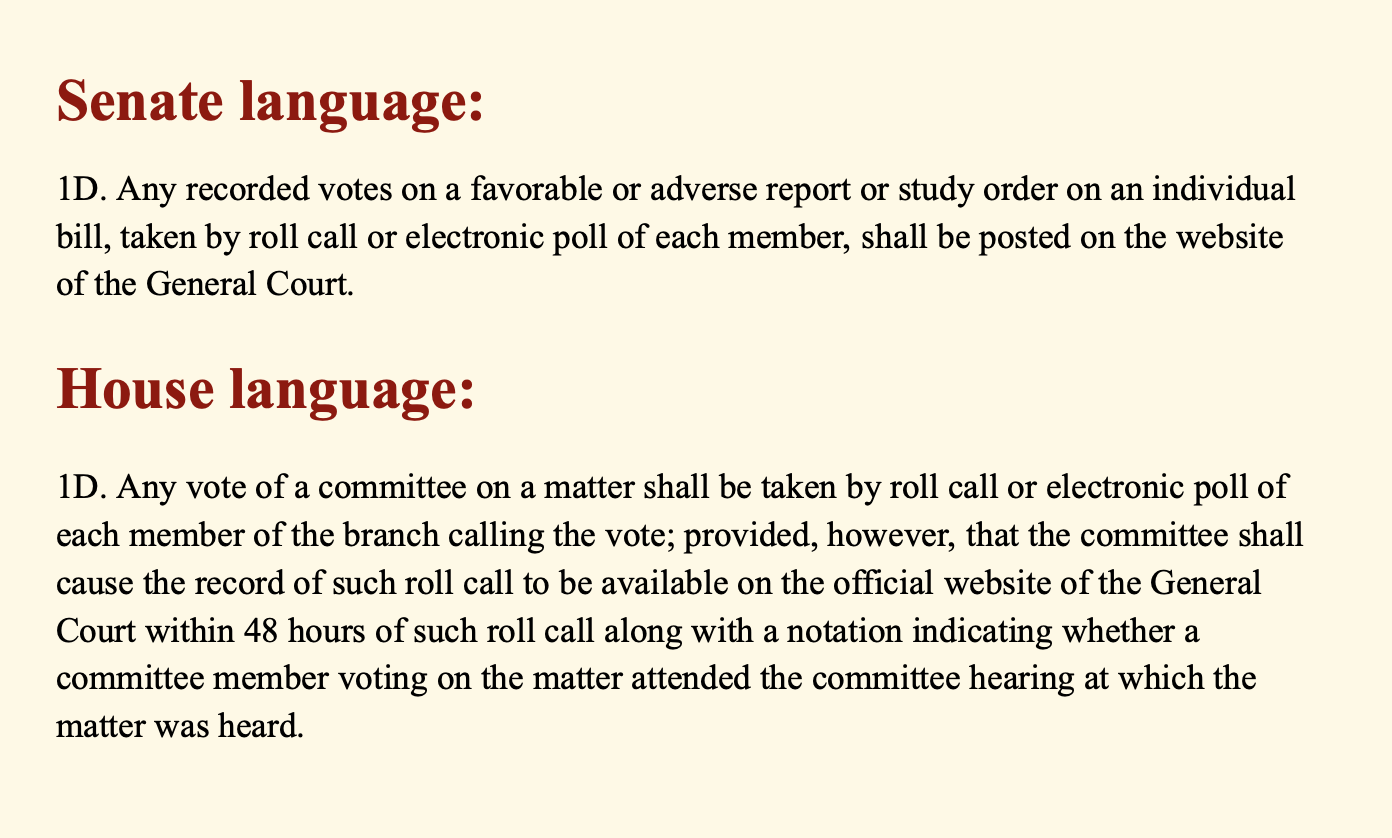 Senate language:
1D. Any recorded votes on a favorable or adverse report or study order on an individual
bill, taken by roll call or electronic poll of each member, shall be posted on the website
of the General Court.
House language:
1D. Any vote of a committee on a matter shall be taken by roll call or electronic poll of
each member of the branch calling the vote; provided, however, that the committee shall
cause the record of such roll call to be available on the official website of the General
Court within 48 hours of such roll call along with a notation indicating whether a
committee member voting on the matter attended the committee hearing at which the
matter was heard.